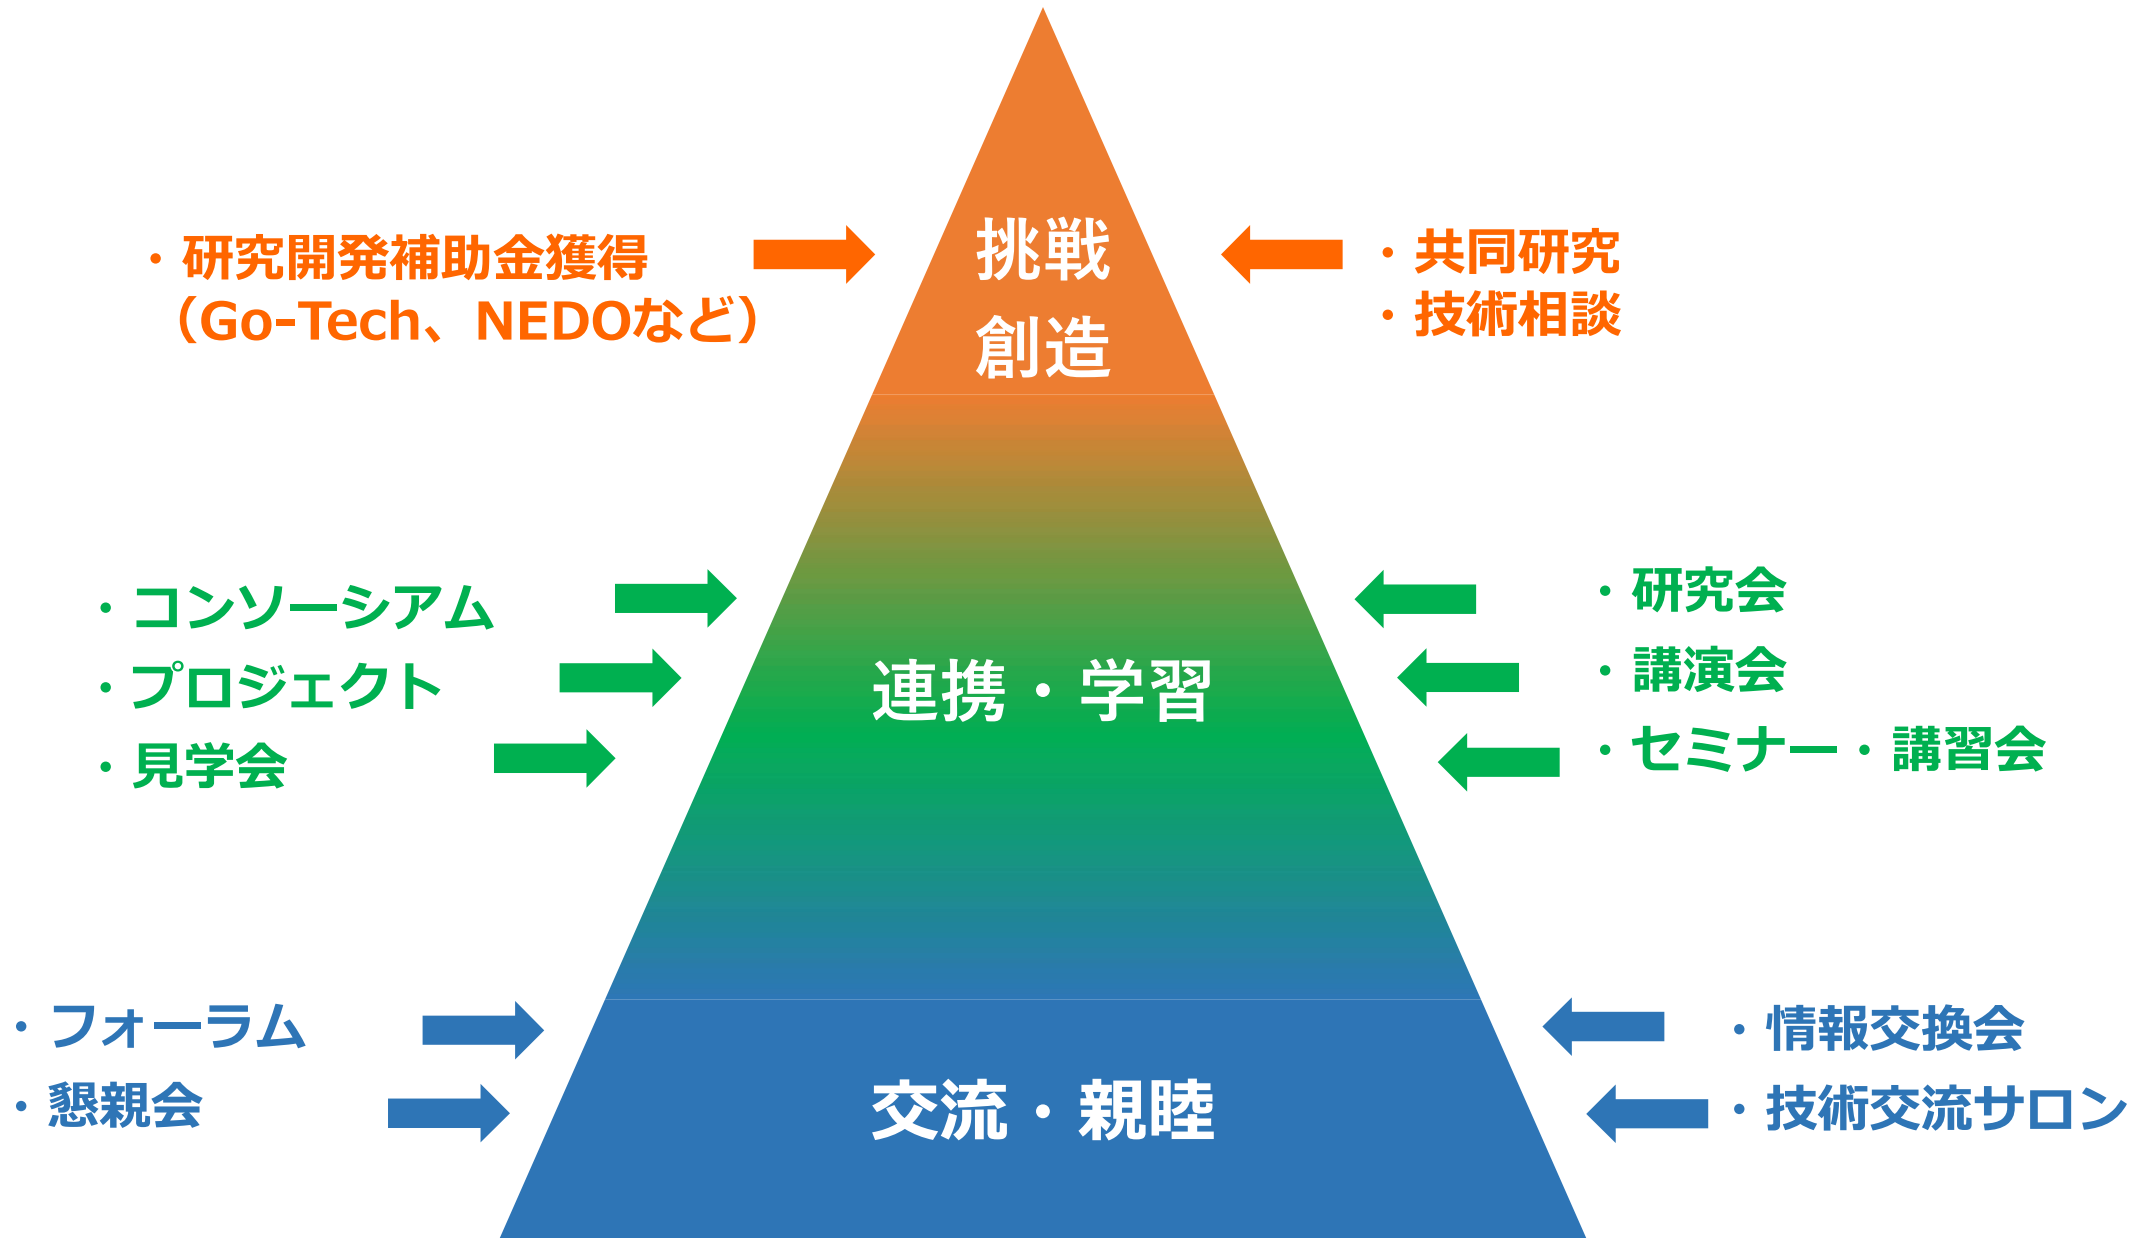 挑戦
創造
・研究開発補助金獲得
（Go-Tech、NEDOなど）
・共同研究
・技術相談
連携・学習
・コンソーシアム
・プロジェクト
・見学会
・研究会
・講演会
・セミナー・講習会
交流・親睦
・フォーラム
・懇親会
・情報交換会
・技術交流サロン